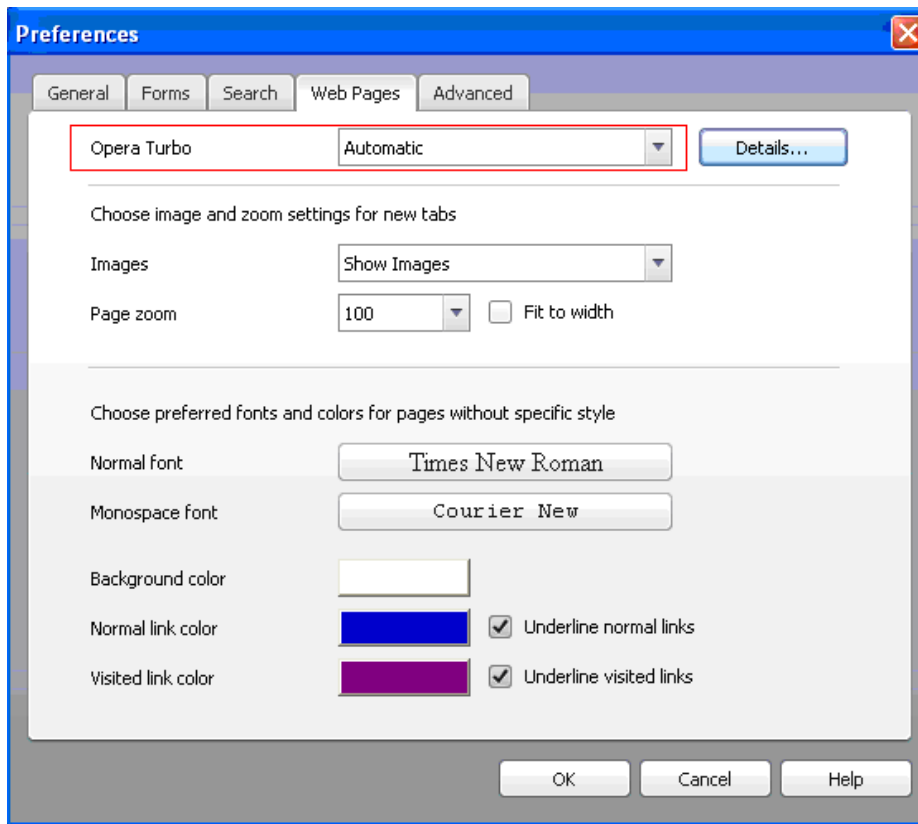 Preferences
General Forms Search Web Pages Advanced
Opera Turbo Automatic Details...
Choose image and zoom settings for new tabs
Images Show Images
Page zoom 100 Fit to width
Choose preferred fonts and colors for pages without specific style
Normal font Times New Roman
Monospace font Courier New
Background color
Normal link color Underline normal links
Visited link color Underline visited links
OK Cancel Help